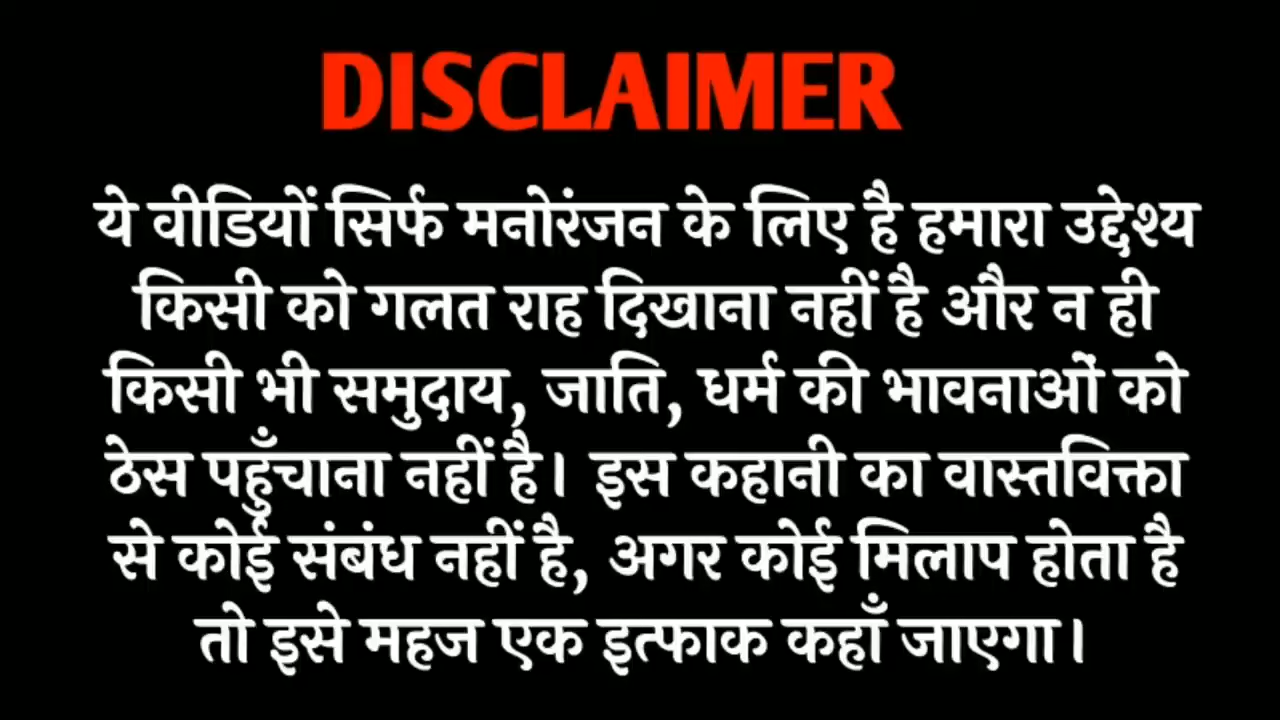 DISCLAIMER
ये वीडियों सिर्फ मनोरंजन के लिए है हमारा उद्देश्य
किसी को गलत राह दिखाना नहीं है और न ही
किसी भी समुदाय, जाति, धर्म की भावनाओं को
ठेस पहुँचाना नहीं है। इस कहानी का वास्तविक्ता
से कोई संबंध नहीं है, अगर कोई मिलाप होता है
तो इसे महज एक इत्फाक कहाँ जाएगा।